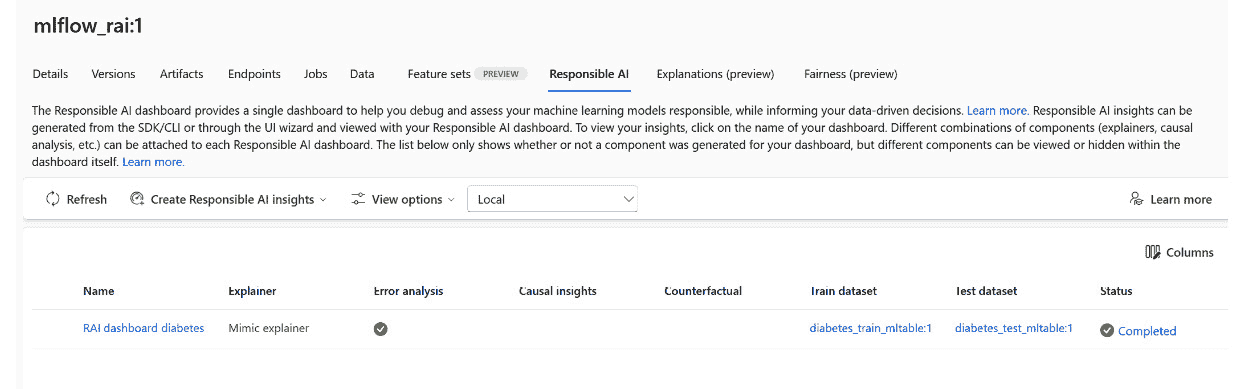 mlflow_rai:1
Details Versions Artifacts Endpoints Jobs Data Feature sets PREVIEW Responsible AI Explanations (preview) Fairness (preview)
The Responsible AI dashboard provides a single dashboard to help you debug and assess your machine learning models responsible, while informing your data-driven decisions. Learn more. Responsible AI insights can be
generated from the SDK/CLI or through the UI wizard and viewed with your Responsible AI dashboard. To view your insights, click on the name of your dashboard. Different combinations of components (explainers, causal
analysis, etc.) can be attached to each Responsible AI dashboard. The list below only shows whether or not a component was generated for your dashboard, but different components can be viewed or hidden within the
dashboard itself. Learn more.
Refresh Create Responsible AI insights View options Local Learn more
Columns
Name Explainer Error analysis Causal insights Counterfactual Train dataset Test dataset Status
RAI dashboard diabetes Mimic explainer diabetes_train_mltable:1 diabetes_test_mltable:1 Completed